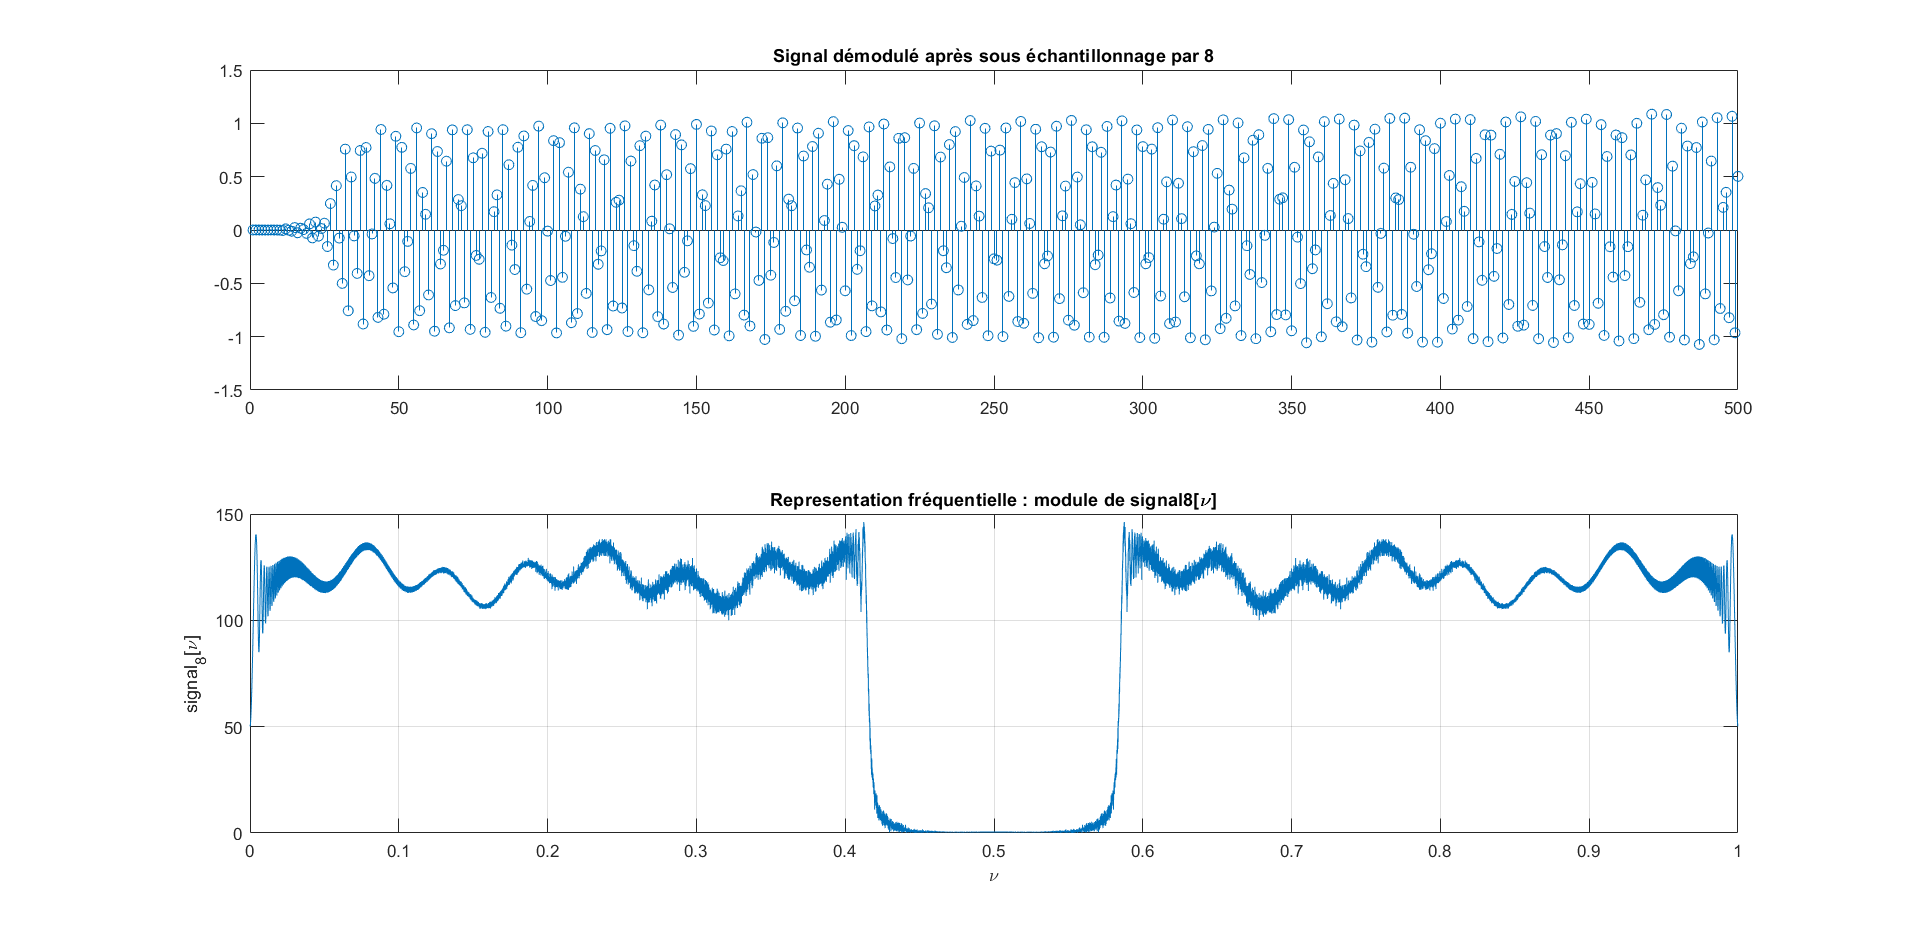 Signal démodulé après sous échantillonnage par 8
1.5
1
0.5
0
-0.5
-1
-1.5
0 50 100 150 200 250 300 350 400 450 500
Representation fréquentielle : module de signal8[ν]
150
100
50
0
signal8[ν]
0 0.1 0.2 0.3 0.4 0.5 0.6 0.7 0.8 0.9 1
ν